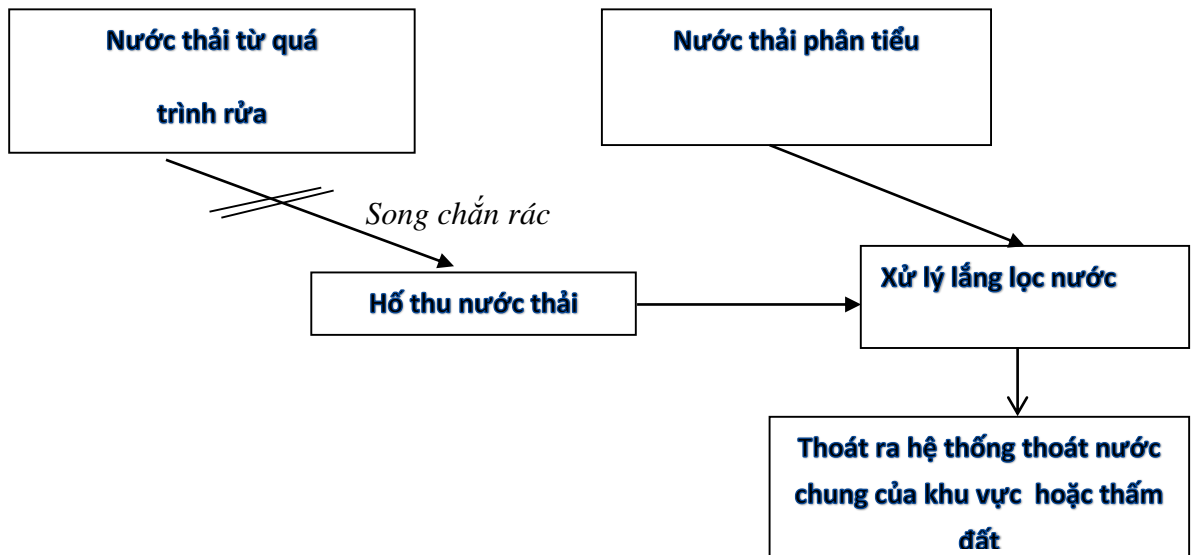 Nước thải từ quá
trình rửa
Nước thải phân tiểu
Song chắn rác
Hố thu nước thải
Xử lý lắng lọc nước
Thoát ra hệ thống thoát nước
chung của khu vực hoặc thấm
đất